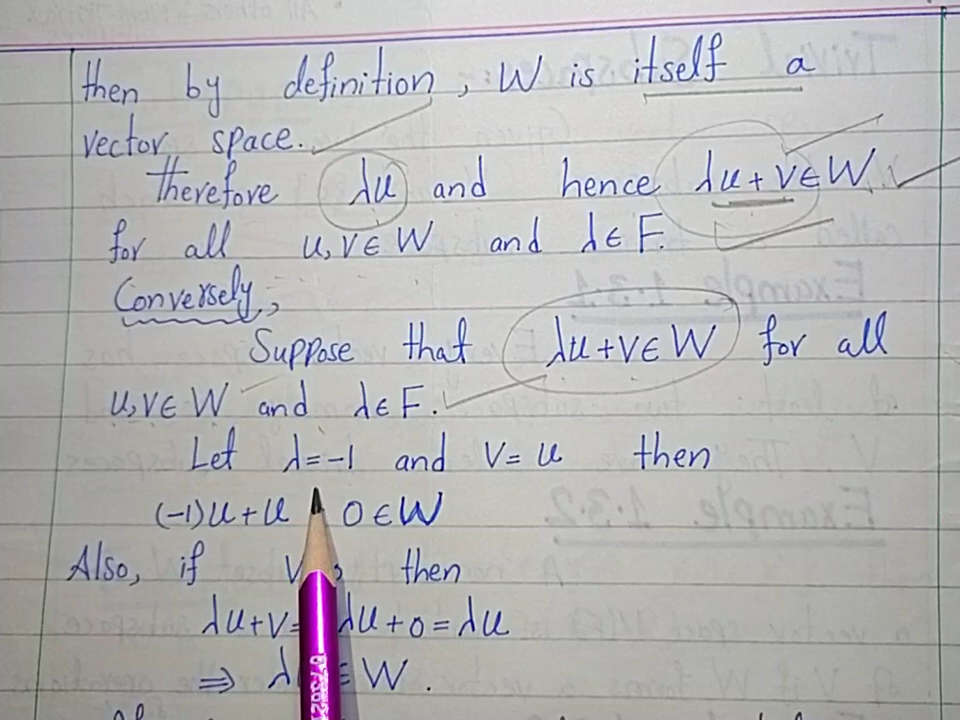 then by definition, W is itself a
vector space.
Therefore λu and hence λu+v∈W.
for all u,v∈W and λ∈F.
Conversely,
Suppose that λu+v∈W for all
u,v∈W and λ∈F.
Let λ=-1 and v=u then
(-1)u+u 0∈W
Also, if v then
λu+v= λu+0=λu
⇒ λ ∈W.